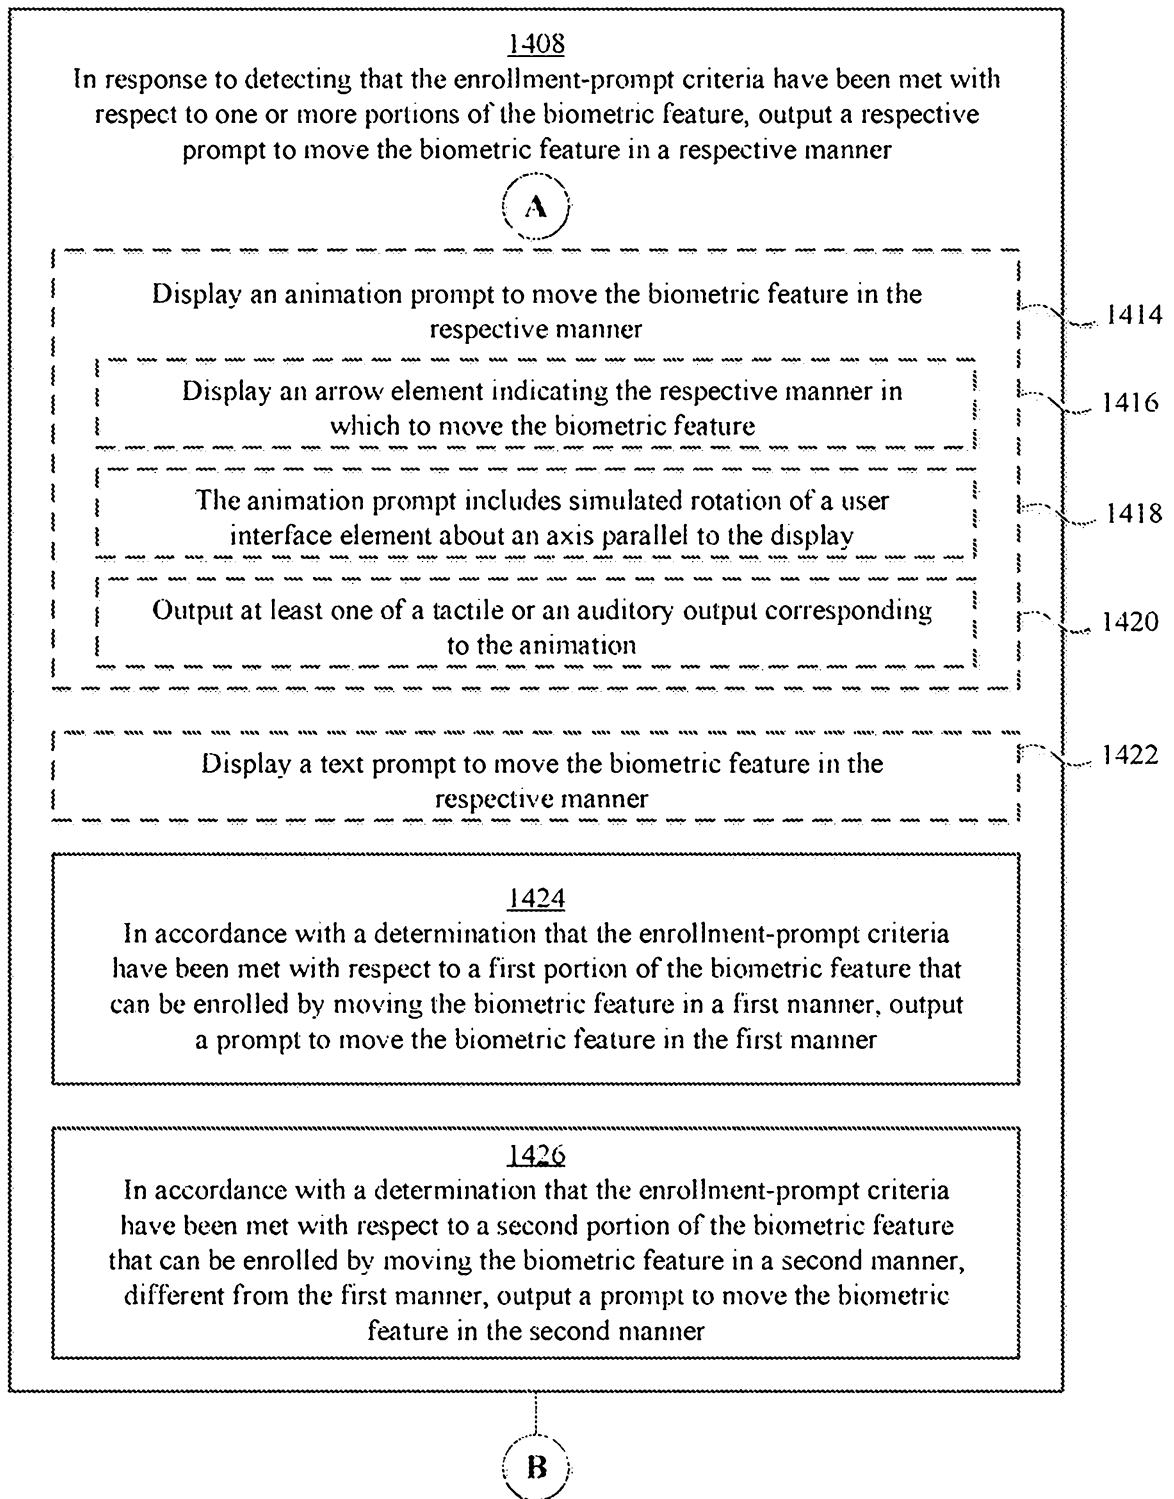 1408
In response to detecting that the enrollment-prompt criteria have been met with
respect to one or more portions of the biometric feature, output a respective
prompt to move the biometric feature in a respective manner
A
Display an animation prompt to move the biometric feature in the
respective manner
1414
Display an arrow element indicating the respective manner in
which to move the biometric feature
1416
The animation prompt includes simulated rotation of a user
interface element about an axis parallel to the display
1418
Output at least one of a tactile or an auditory output corresponding
to the animation
1420
Display a text prompt to move the biometric feature in the
respective manner
1422
1424
In accordance with a determination that the enrollment-prompt criteria
have been met with respect to a first portion of the biometric feature that
can be enrolled by moving the biometric feature in a first manner, output
a prompt to move the biometric feature in the first manner
1426
In accordance with a determination that the enrollment-prompt criteria
have been met with respect to a second portion of the biometric feature
that can be enrolled by moving the biometric feature in a second manner,
different from the first manner, output a prompt to move the biometric
feature in the second manner
B